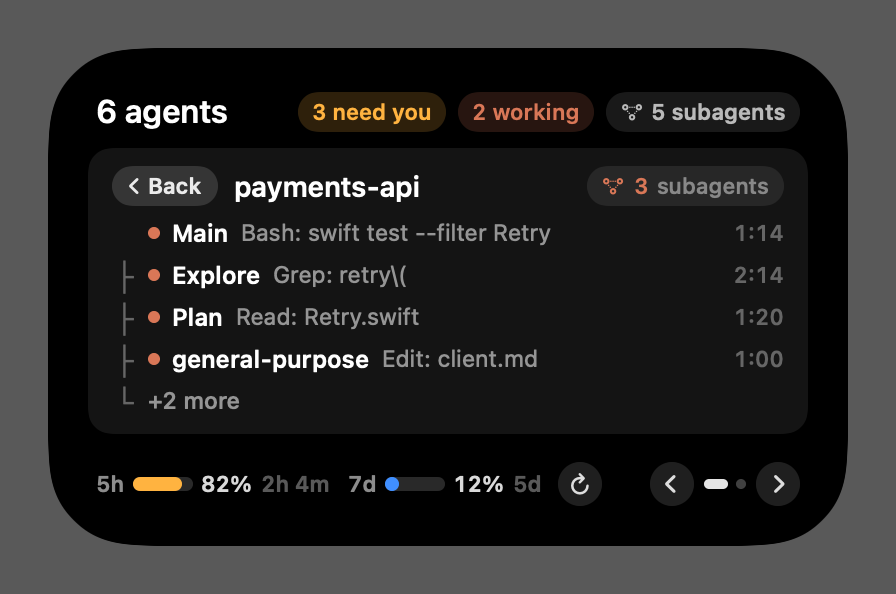 6 agents 3 need you 2 working 5 subagents
Back payments-api 3 subagents
Main Bash: swift test --filter Retry 1:14
Explore Grep: retry\( 2:14
Plan Read: Retry.swift 1:20
general-purpose Edit: client.md 1:00
+2 more
5h 82% 2h 4m 7d 12% 5d